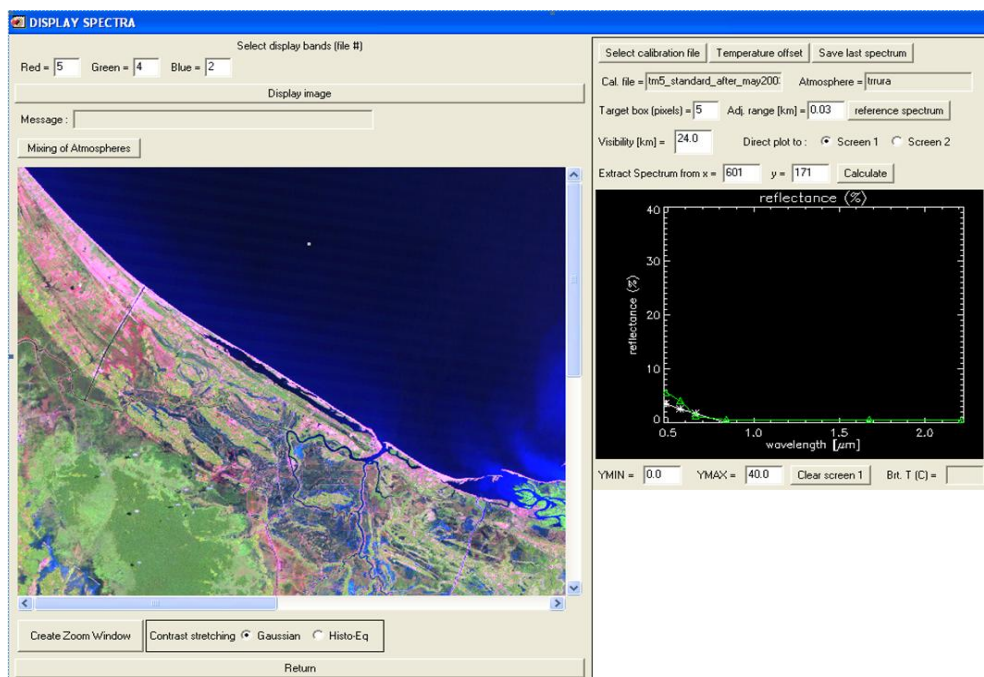 DISPLAY SPECTRA
Select display bands (file #)
Red = 5 Green = 4 Blue = 2
Display image
Message :
Mixing of Atmospheres
Create Zoom Window Contrast stretching Gaussian Histo-Eq
Return
Select calibration file Temperature offset Save last spectrum
Cal. file = tm5_standard_after_may200 Atmosphere = trrura
Target box (pixels) = 5 Adj. range [km] = 0.03 reference spectrum
Visibility [km] = 24.0 Direct plot to : Screen 1 Screen 2
Extract Spectrum from x = 601 y = 171 Calculate
reflectance (%)
40
30
20
10
0
reflectance (%)
0.5 1.0 1.5 2.0
wavelength [μm]
YMIN = 0.0 YMAX = 40.0 Clear screen 1 Brt. T (C) =